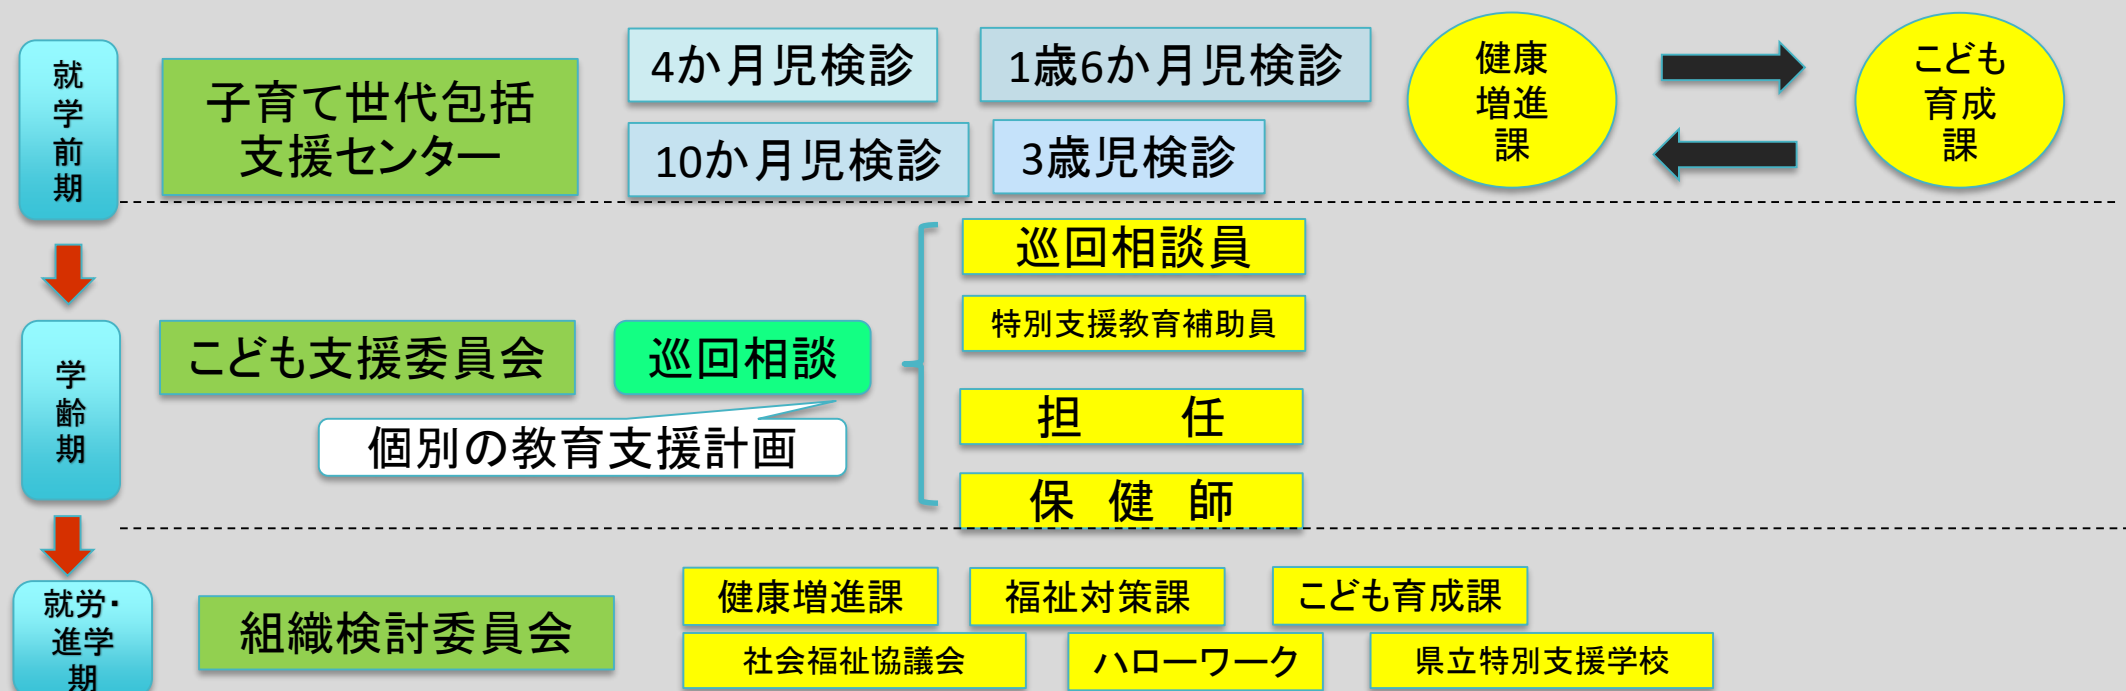 就
学
前
期
子育て世代包括
支援センター
4か月児検診
1歳6か月児検診
10か月児検診
3歳児検診
健康
増進
課
こども
育成
課
学
齢
期
こども支援委員会
巡回相談
個別の教育支援計画
巡回相談員
特別支援教育補助員
担　　任
保　健　師
就労・
進学
期
組織検討委員会
健康増進課
福祉対策課
こども育成課
社会福祉協議会
ハローワーク
県立特別支援学校